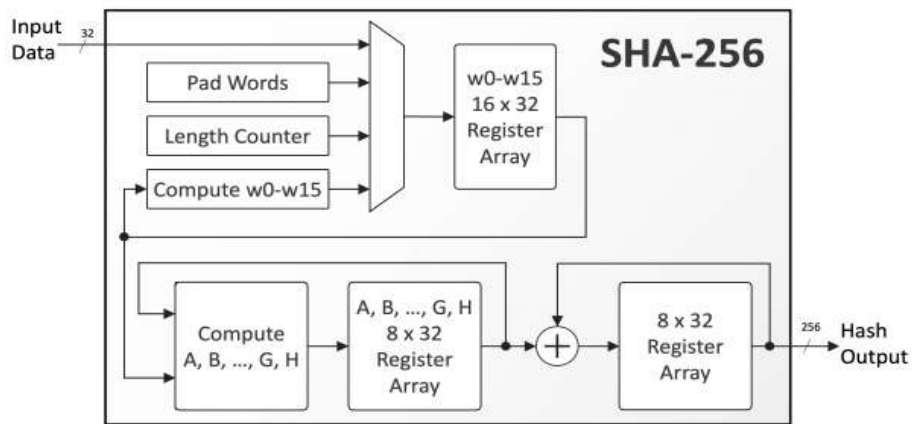 Input
Data
32
SHA-256
Pad Words
Length Counter
Compute w0-w15
w0-w15
16 x 32
Register
Array
Compute
A, B, ..., G, H
A, B, ..., G, H
8 x 32
Register
Array
+
8 x 32
Register
Array
256
Hash
Output